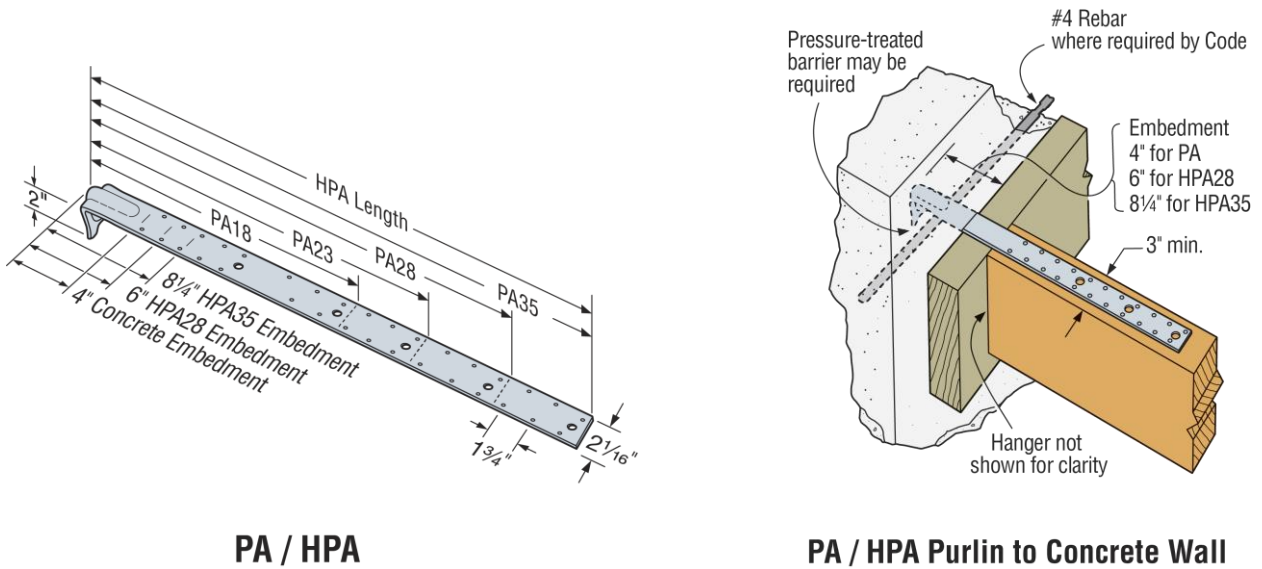 HPA Length
PA18
PA23
PA28
PA35
2"
8¼" HPA35 Embedment
6" HPA28 Embedment
4" Concrete Embedment
1¾"
2 1/16"
PA / HPA
Pressure-treated
barrier may be
required
#4 Rebar
where required by Code
Embedment
4" for PA
6" for HPA28
8¼" for HPA35
3" min.
Hanger not
shown for clarity
PA / HPA Purlin to Concrete Wall